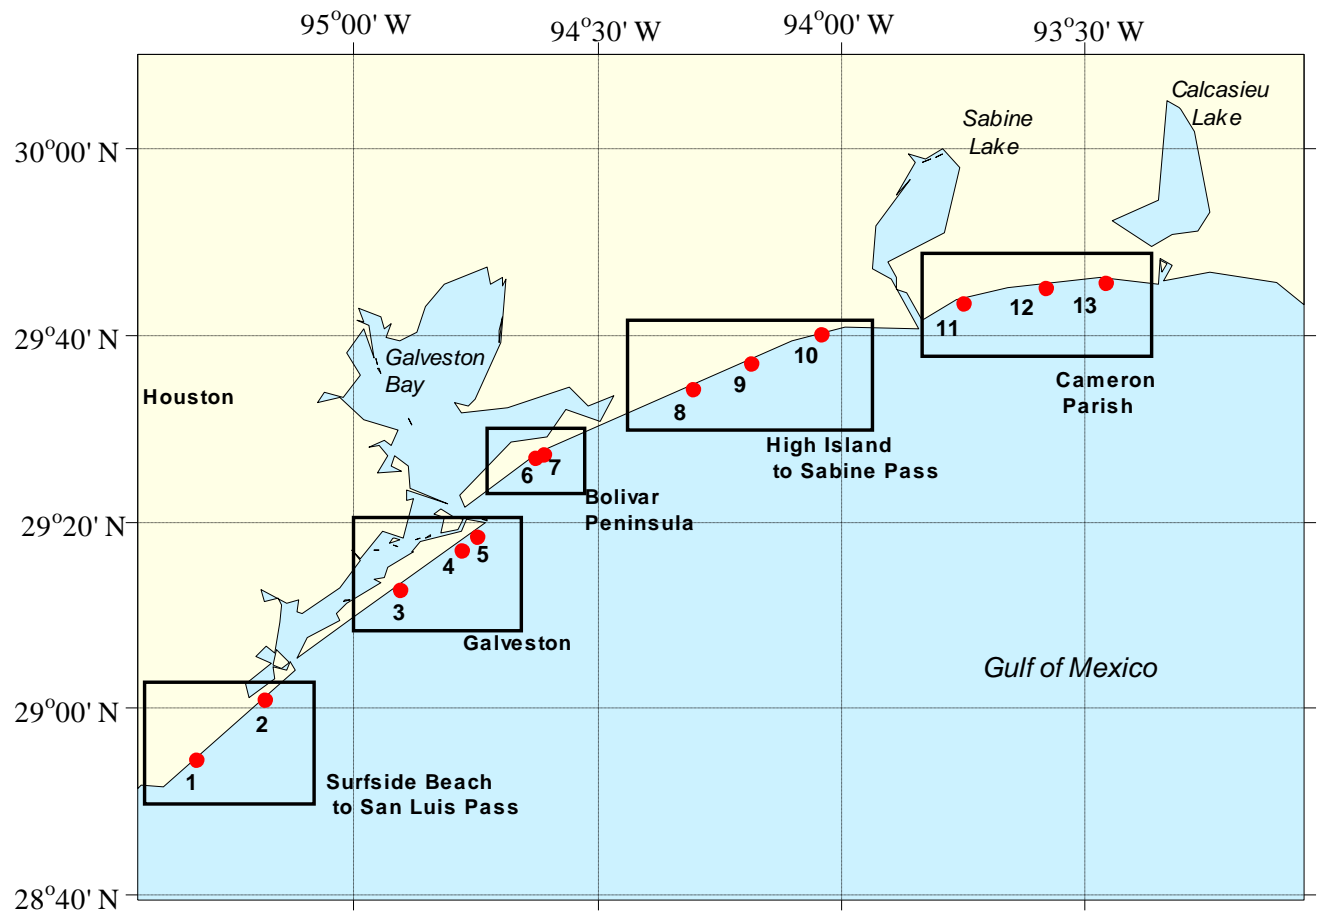 95°00' W
94°30' W
94°00' W
93°30' W
Calcasieu
Lake
Sabine
Lake
30°00' N
29°40' N
Galveston
Bay
Houston
11
12
13
10
9
8
Cameron
Parish
High Island
to Sabine Pass
6
7
Bolivar
Peninsula
29°20' N
5
4
3
Galveston
Gulf of Mexico
29°00' N
2
1
Surfside Beach
to San Luis Pass
28°40' N